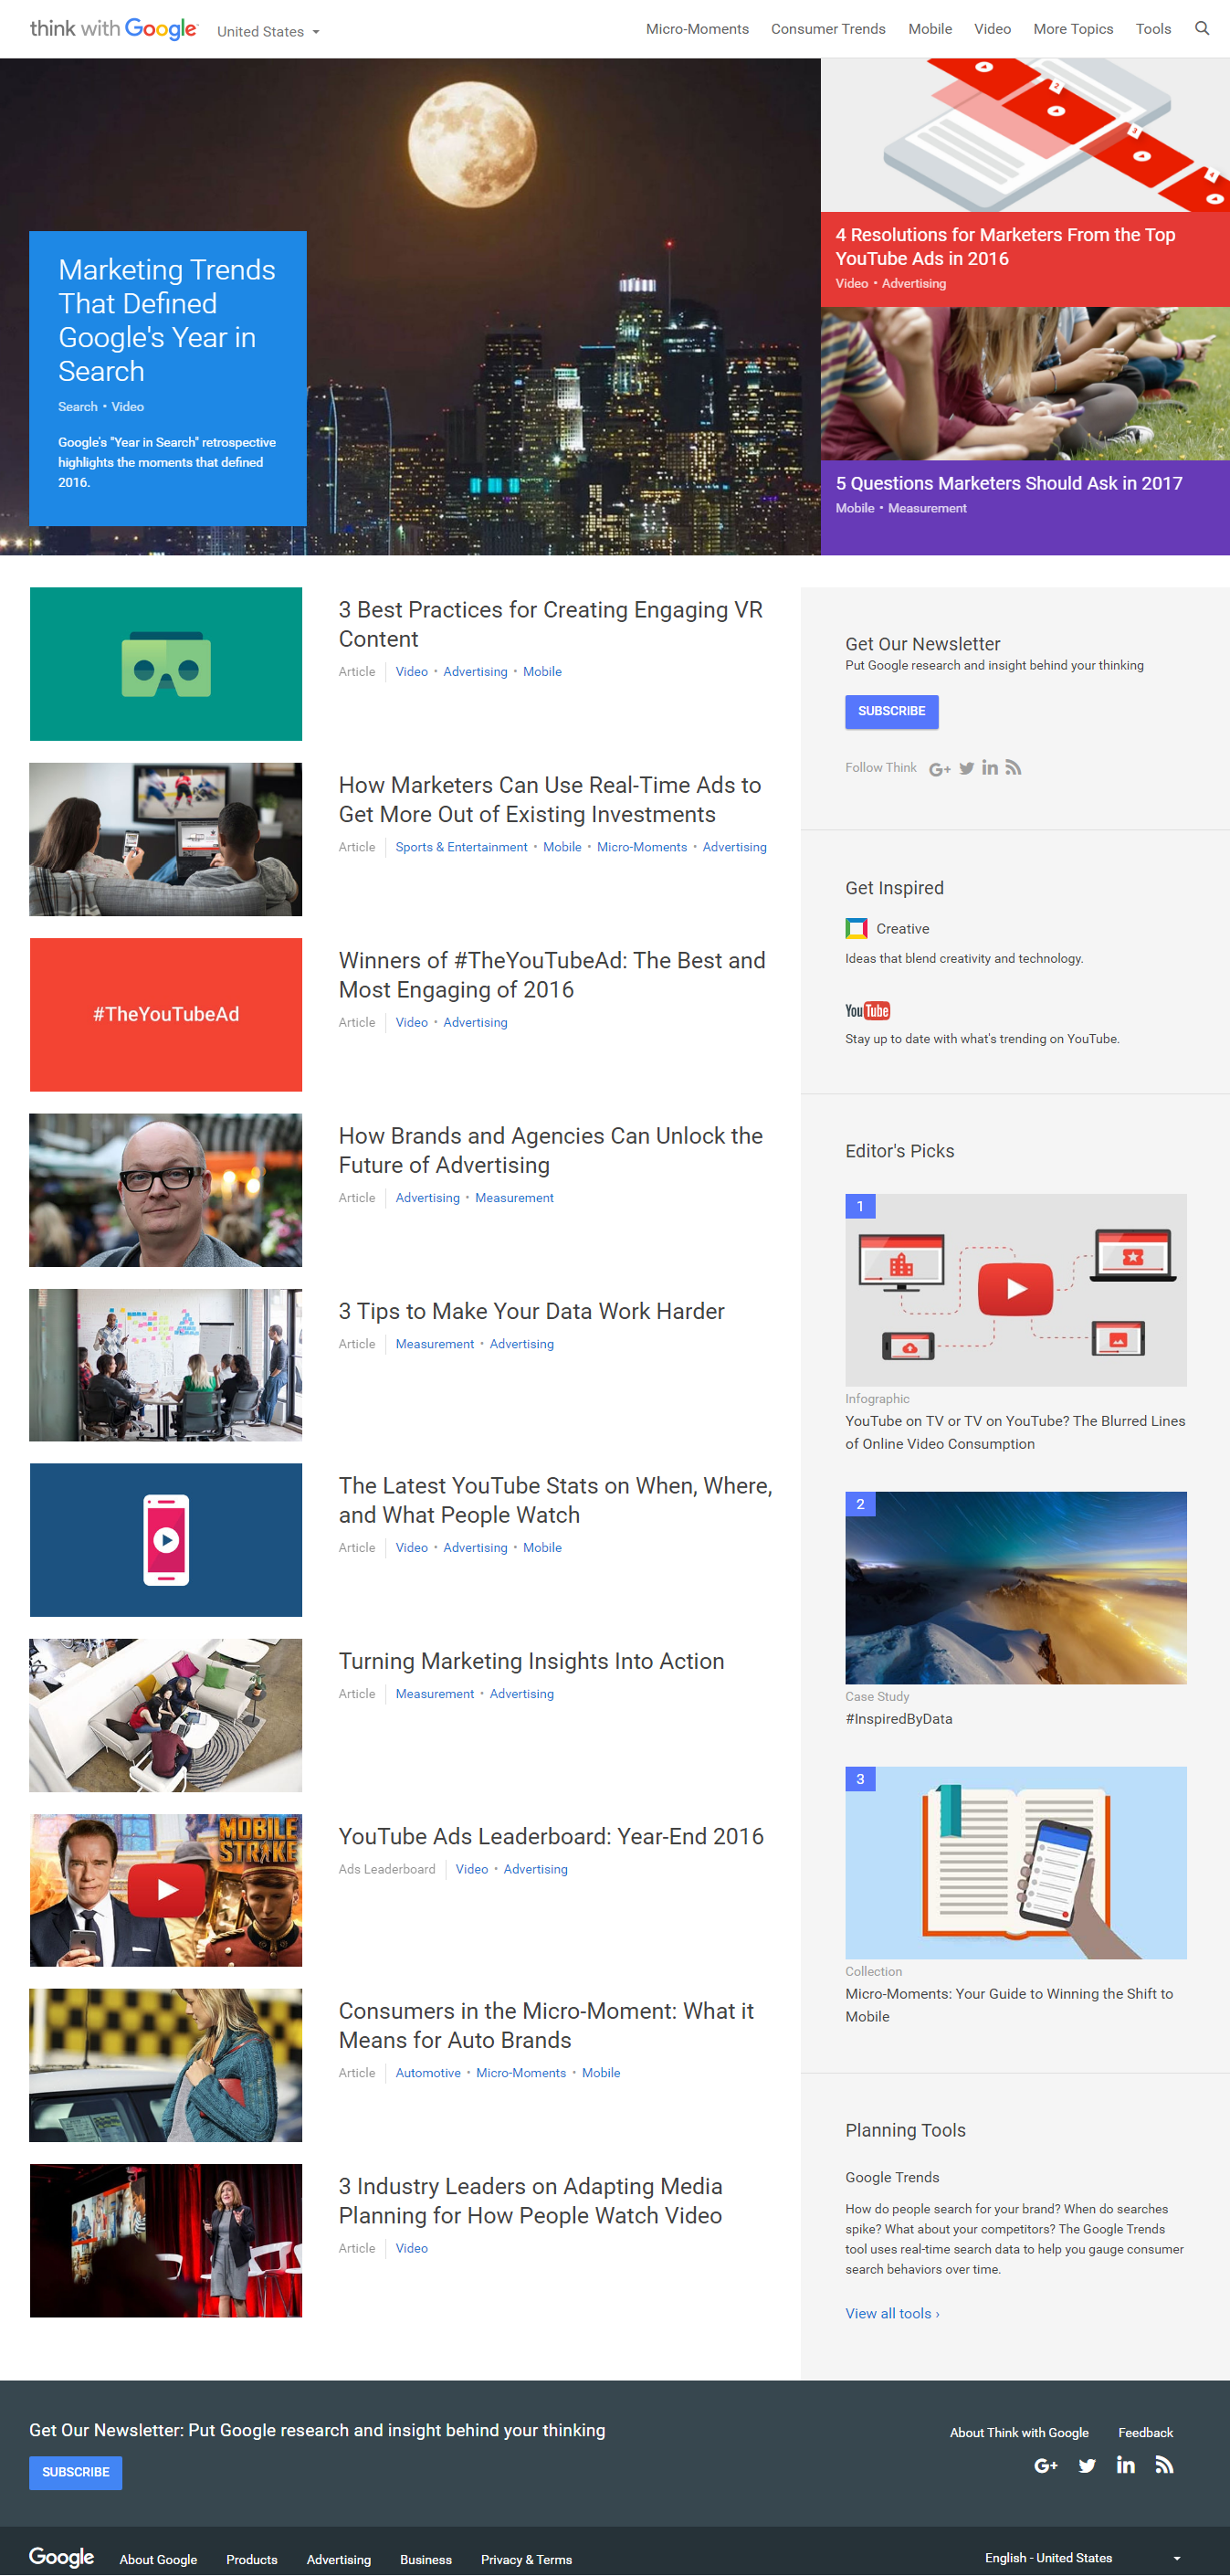 think with Google
United States
Micro-Moments
Consumer Trends
Mobile
Video
More Topics
Tools
Marketing Trends
That Defined
Google's Year in
Search
Search • Video
Google's "Year in Search" retrospective
highlights the moments that defined
2016.
2
3
4
4 Resolutions for Marketers From the Top
YouTube Ads in 2016
Video • Advertising
5 Questions Marketers Should Ask in 2017
Mobile • Measurement
3 Best Practices for Creating Engaging VR
Content
Article Video • Advertising • Mobile
How Marketers Can Use Real-Time Ads to
Get More Out of Existing Investments
Article Sports & Entertainment • Mobile • Micro-Moments • Advertising
#TheYouTubeAd
Winners of #TheYouTubeAd: The Best and
Most Engaging of 2016
Article Video • Advertising
How Brands and Agencies Can Unlock the
Future of Advertising
Article Advertising • Measurement
3 Tips to Make Your Data Work Harder
Article Measurement • Advertising
The Latest YouTube Stats on When, Where,
and What People Watch
Article Video • Advertising • Mobile
Turning Marketing Insights Into Action
Article Measurement • Advertising
MOBILE
STRIKE
YouTube Ads Leaderboard: Year-End 2016
Ads Leaderboard Video • Advertising
Consumers in the Micro-Moment: What it
Means for Auto Brands
Article Automotive • Micro-Moments • Mobile
3 Industry Leaders on Adapting Media
Planning for How People Watch Video
Article Video
Get Our Newsletter
Put Google research and insight behind your thinking
SUBSCRIBE
Follow Think G+ in
Get Inspired
Creative
Ideas that blend creativity and technology.
YouTube
Stay up to date with what's trending on YouTube.
Editor's Picks
1
Infographic
YouTube on TV or TV on YouTube? The Blurred Lines
of Online Video Consumption
2
Case Study
#InspiredByData
3
Collection
Micro-Moments: Your Guide to Winning the Shift to
Mobile
Planning Tools
Google Trends
How do people search for your brand? When do searches
spike? What about your competitors? The Google Trends
tool uses real-time search data to help you gauge consumer
search behaviors over time.
View all tools ›
Get Our Newsletter: Put Google research and insight behind your thinking
SUBSCRIBE
About Think with Google
Feedback
G+ in
Google
About Google
Products
Advertising
Business
Privacy & Terms
English - United States